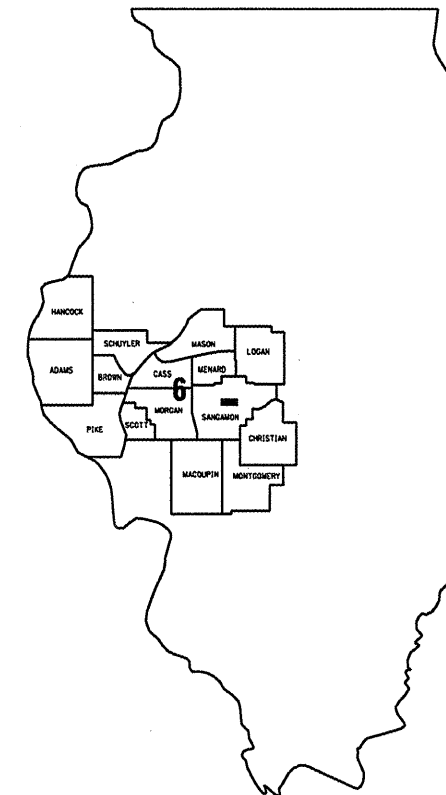 HANCOCK
SCHUYLER
MASON
LOGAN
ADAMS
BROWN
CASS
MENARD
6
MORGAN
SANGAMON
PIKE
SCOTT
CHRISTIAN
MACOUPIN
MONTGOMERY